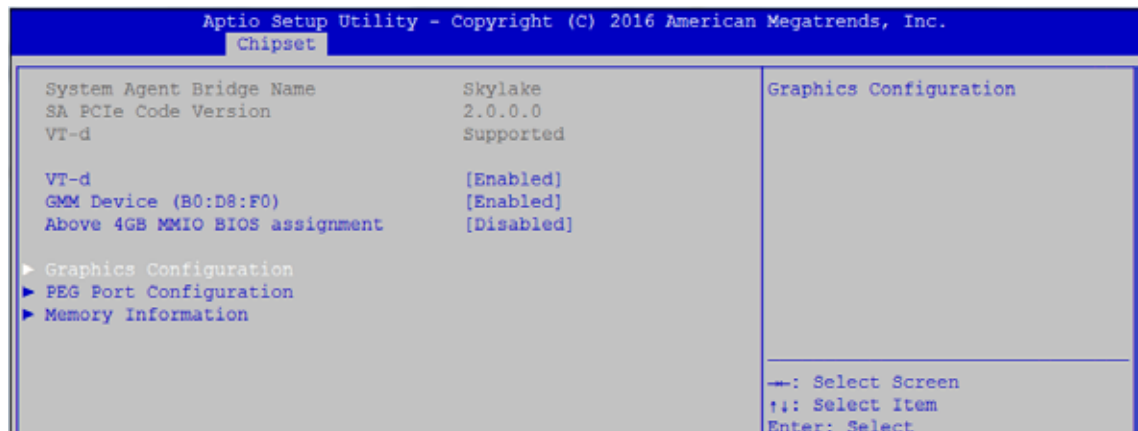 Aptio Setup Utility - Copyright (C) 2016 American Megatrends, Inc.
Chipset
System Agent Bridge Name Skylake
SA PCIe Code Version 2.0.0.0
VT-d Supported
VT-d [Enabled]
GMM Device (B0:D8:F0) [Enabled]
Above 4GB MMIO BIOS assignment [Disabled]
► Graphics Configuration
► PEG Port Configuration
► Memory Information
Graphics Configuration
→←: Select Screen
↑↓: Select Item
Enter: Select